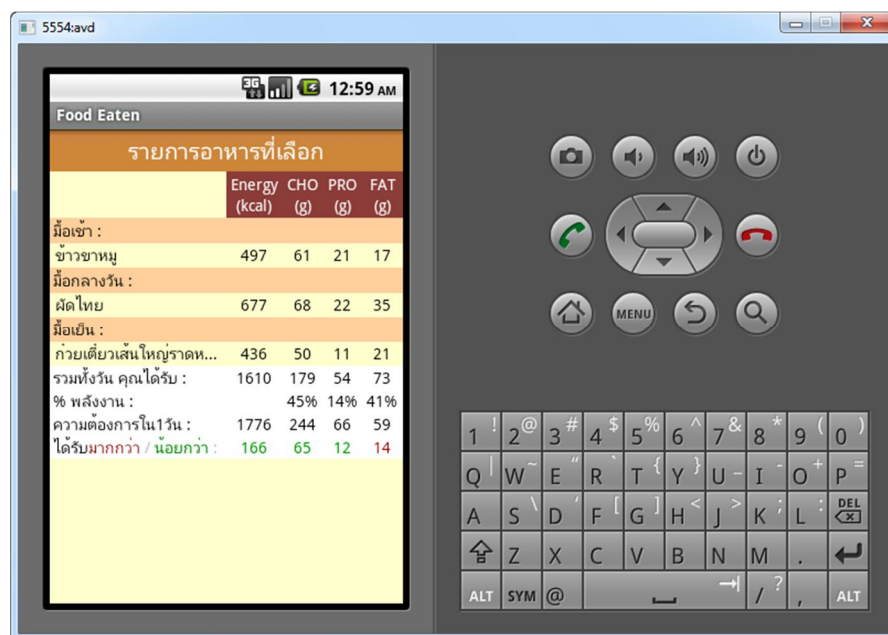 5554:avd
3G 12:59 AM
Food Eaten
รายการอาหารที่เลือก
Energy CHO PRO FAT
(kcal) (g) (g) (g)
มื้อเช้า :
ข้าวขาหมู 497 61 21 17
มื้อกลางวัน :
ผัดไทย 677 68 22 35
มื้อเย็น :
ก๋วยเตี๋ยวเส้นใหญ่ราดห... 436 50 11 21
รวมทั้งวัน คุณได้รับ : 1610 179 54 73
% พลังงาน : 45% 14% 41%
ความต้องการใน1วัน : 1776 244 66 59
ได้รับมากกว่า / น้อยกว่า : 166 65 12 14
MENU
1 ! 2 @ 3 # 4 $ 5 % 6 ^ 7 & 8 * 9 ( 0 )
Q | W ~ E " R ` T { Y } U _ I - O + P =
A S \ D ' F [ G ] H < J > K ; L : DEL
Z X C V B N M .
ALT SYM @ / ? , ALT